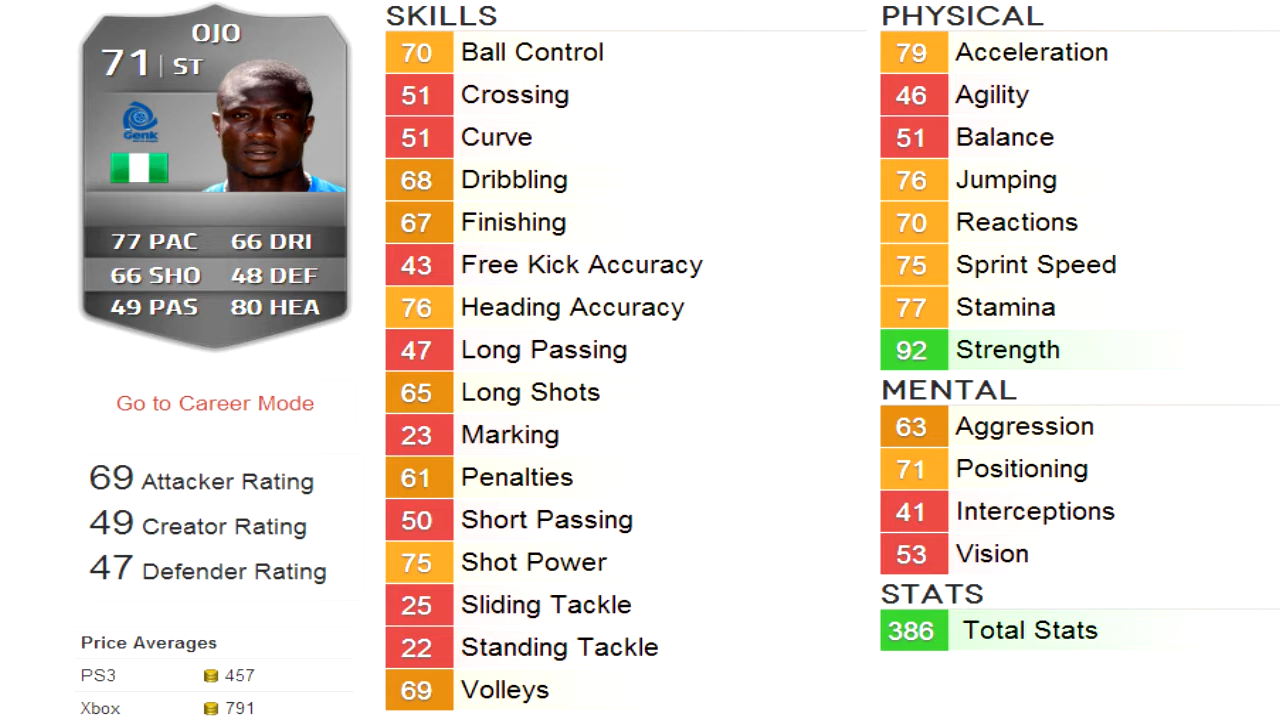 OJO
71 | ST
Genk
77 PAC 66 DRI
66 SHO 48 DEF
49 PAS 80 HEA
Go to Career Mode
69 Attacker Rating
49 Creator Rating
47 Defender Rating
Price Averages
PS3 457
Xbox 791
SKILLS
70 Ball Control
51 Crossing
51 Curve
68 Dribbling
67 Finishing
43 Free Kick Accuracy
76 Heading Accuracy
47 Long Passing
65 Long Shots
23 Marking
61 Penalties
50 Short Passing
75 Shot Power
25 Sliding Tackle
22 Standing Tackle
69 Volleys
PHYSICAL
79 Acceleration
46 Agility
51 Balance
76 Jumping
70 Reactions
75 Sprint Speed
77 Stamina
92 Strength
MENTAL
63 Aggression
71 Positioning
41 Interceptions
53 Vision
STATS
386 Total Stats